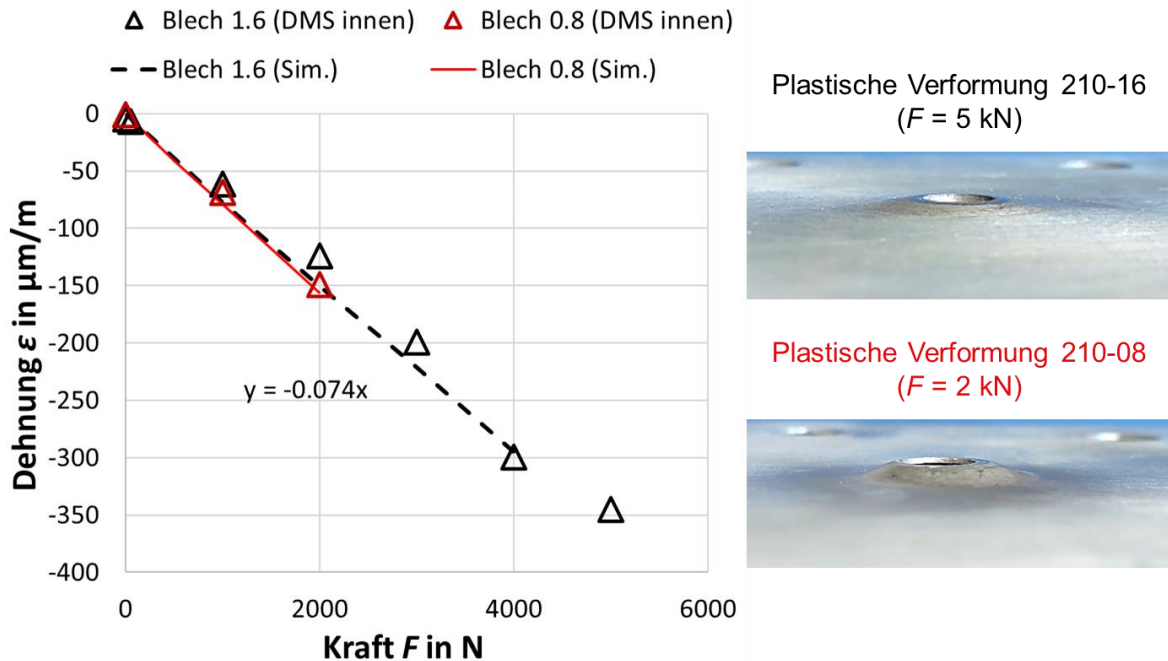 Blech 1.6 (DMS innen) Blech 0.8 (DMS innen)
Blech 1.6 (Sim.) Blech 0.8 (Sim.)
0
-50
-100
-150
-200
-250
-300
-350
-400
Dehnung ε in µm/m
y = -0.074x
0 2000 4000 6000
Kraft F in N
Plastische Verformung 210-16
(F = 5 kN)
Plastische Verformung 210-08
(F = 2 kN)